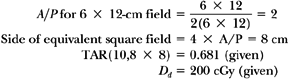 A/P for 6 × 12-cm field = 6 × 12 / 2(6 × 12) = 2
Side of equivalent square field = 4 × A/P = 8 cm
TAR(10,8 × 8) = 0.681 (given)
D_d = 200 cGy (given)